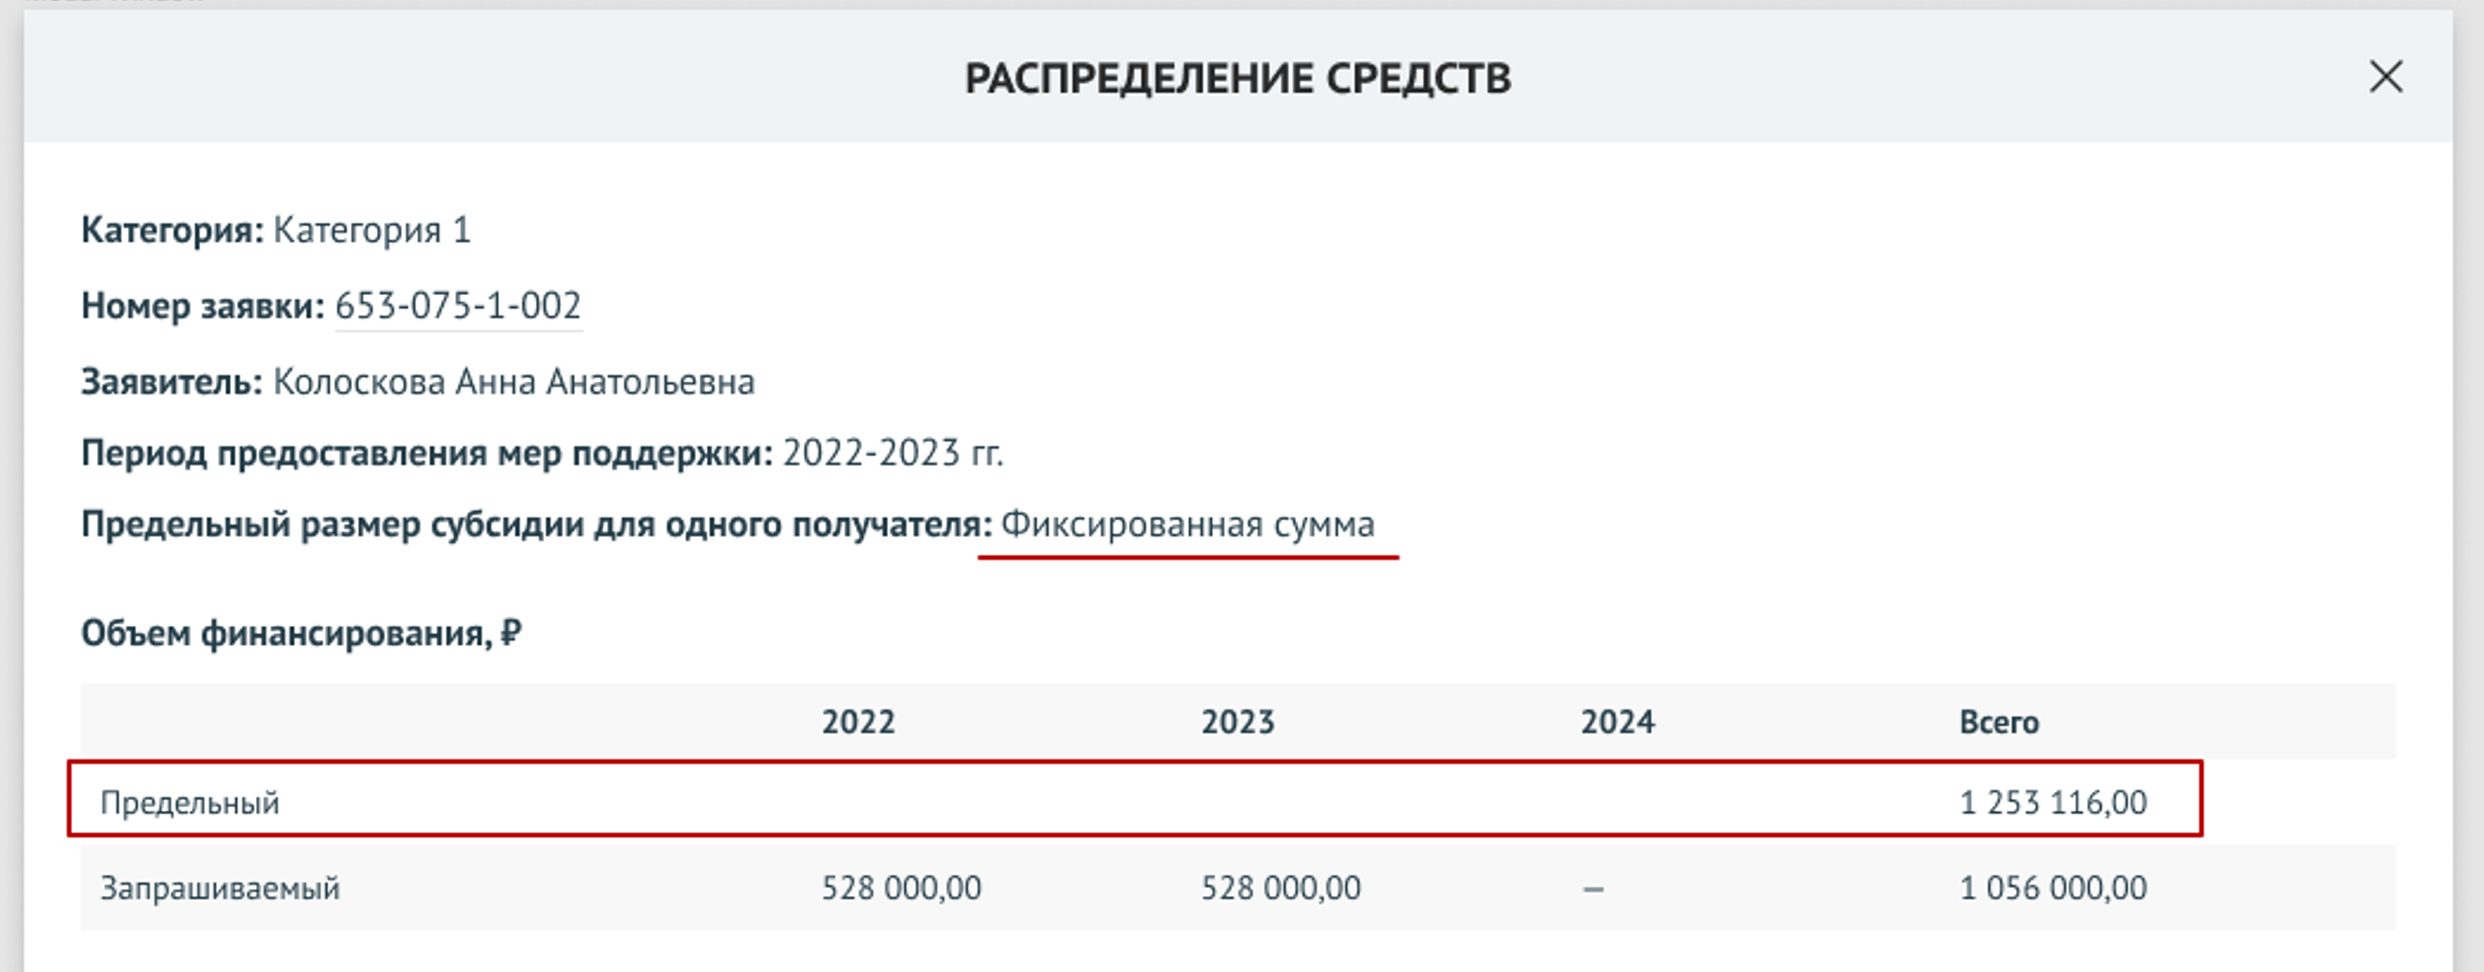 РАСПРЕДЕЛЕНИЕ СРЕДСТВ
Категория: Категория 1
Номер заявки: 653-075-1-002
Заявитель: Колоскова Анна Анатольевна
Период предоставления мер поддержки: 2022-2023 гг.
Предельный размер субсидии для одного получателя: Фиксированная сумма
Объем финансирования, ₽
2022 2023 2024 Всего
Предельный 1 253 116,00
Запрашиваемый 528 000,00 528 000,00 – 1 056 000,00